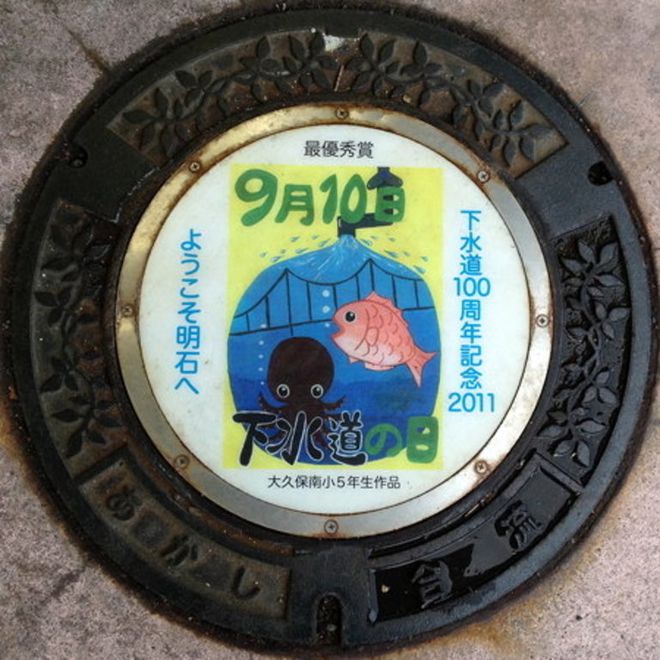 最優秀賞
9月10日
下水道100周年記念2011
ようこそ明石へ
下水道の日
大久保南小5年生作品
あかし
合流